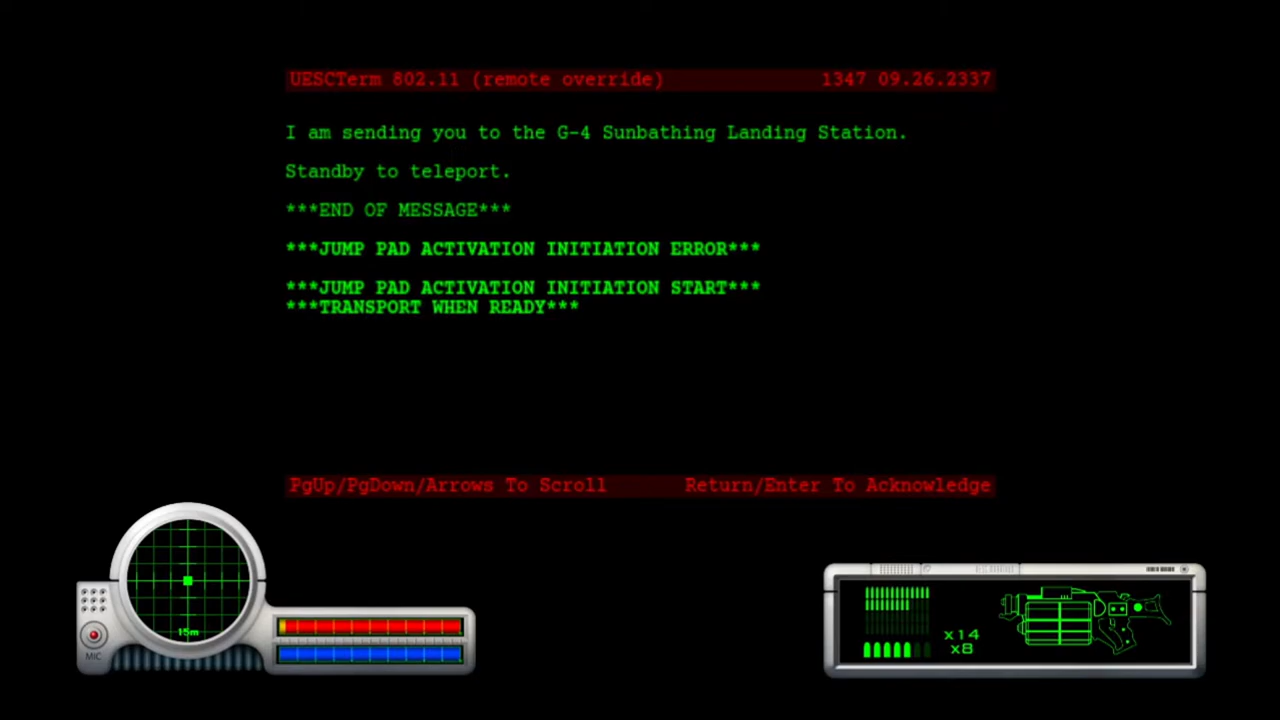 UESCTerm 802.11 (remote override) 1347 09.26.2337
I am sending you to the G-4 Sunbathing Landing Station.
Standby to teleport.
***END OF MESSAGE***
***JUMP PAD ACTIVATION INITIATION ERROR***
***JUMP PAD ACTIVATION INITIATION START***
***TRANSPORT WHEN READY***
PgUp/PgDown/Arrows To Scroll Return/Enter To Acknowledge
15m
MIC
x14
x8